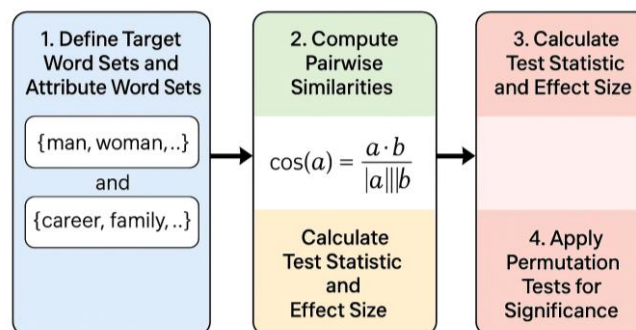 1. Define Target
Word Sets and
Attribute Word Sets
{man, woman,..}
and
{career, family,..}
2. Compute
Pairwise
Similarities
cos(a) = a·b / |a|||b
Calculate
Test Statistic
and
Effect Size
3. Calculate
Test Statistic
and Effect Size
4. Apply
Permutation
Tests for
Significance